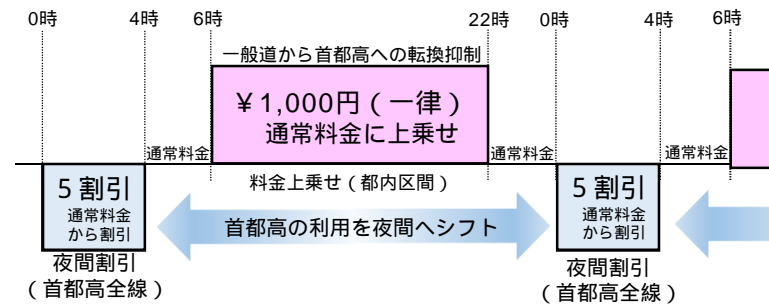 0時
4時
6時
22時
0時
4時
6時
一般道から首都高への転換抑制
￥1,000円（一律）
通常料金に上乗せ
通常料金
通常料金
通常料金
料金上乗せ（都内区間）
5割引
通常料金
から割引
首都高の利用を夜間へシフト
5割引
通常料金
から割引
夜間割引
（首都高全線）
夜間割引
（首都高全線）